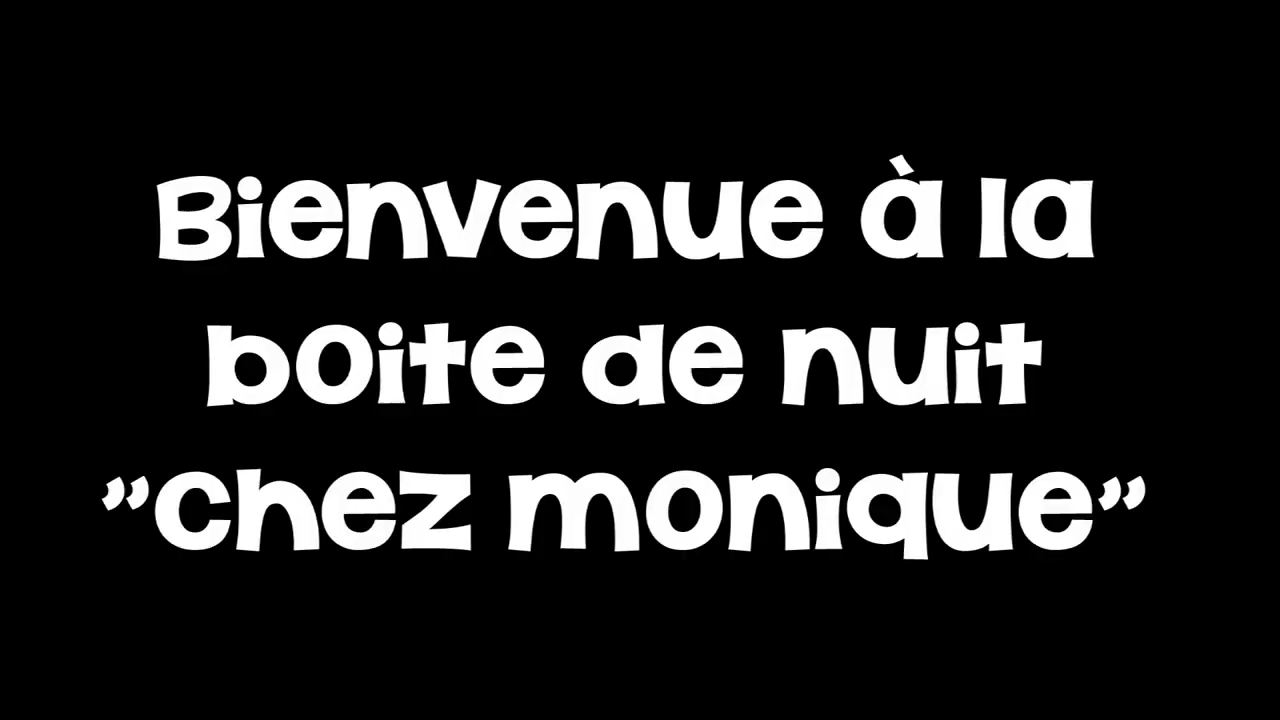 Bienvenue à la
boite de nuit
”chez monique”